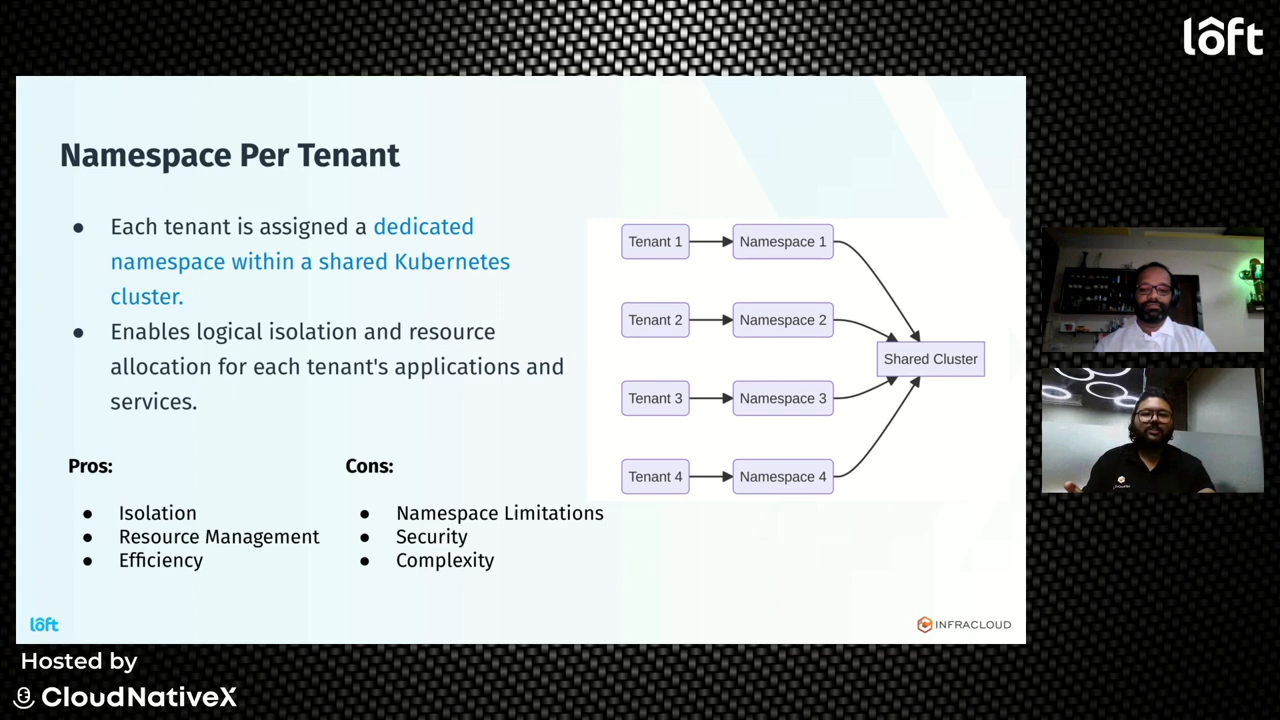 loft
Namespace Per Tenant
● Each tenant is assigned a dedicated
namespace within a shared Kubernetes
cluster.
● Enables logical isolation and resource
allocation for each tenant's applications and
services.
Pros:
● Isolation
● Resource Management
● Efficiency
Cons:
● Namespace Limitations
● Security
● Complexity
Tenant 1
Namespace 1
Tenant 2
Namespace 2
Shared Cluster
Tenant 3
Namespace 3
Tenant 4
Namespace 4
loft
INFRACLOUD
Hosted by
CloudNativeX